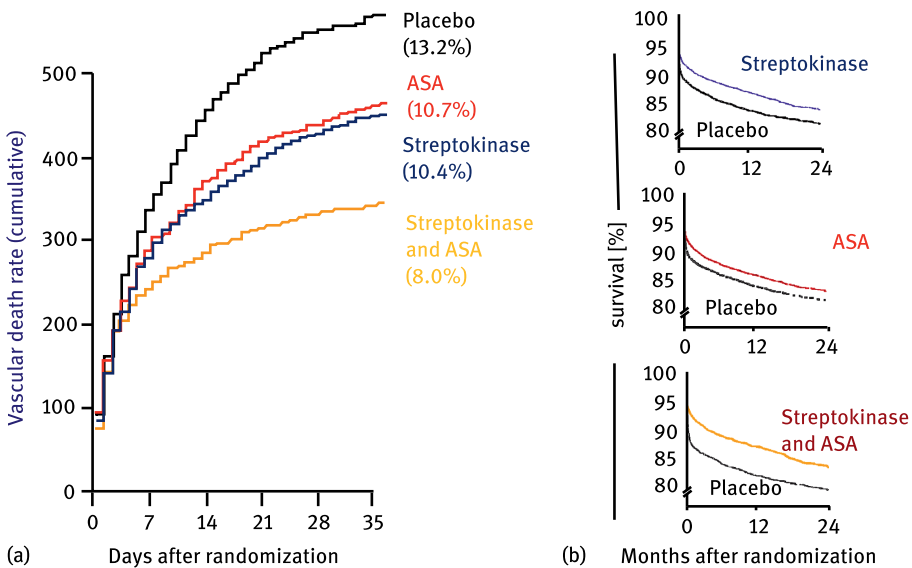 Placebo
(13.2%)
ASA
(10.7%)
Streptokinase
(10.4%)
Streptokinase
and ASA
(8.0%)
Vascular death rate (cumulative)
500
400
300
200
100
0
0 7 14 21 28 35
(a) Days after randomization
survival [%]
100
95
90
85
80
Streptokinase
Placebo
0 12 24
100
95
90
85
80
ASA
Placebo
0 12 24
100
95
90
85
80
Streptokinase
and ASA
Placebo
0 12 24
(b) Months after randomization